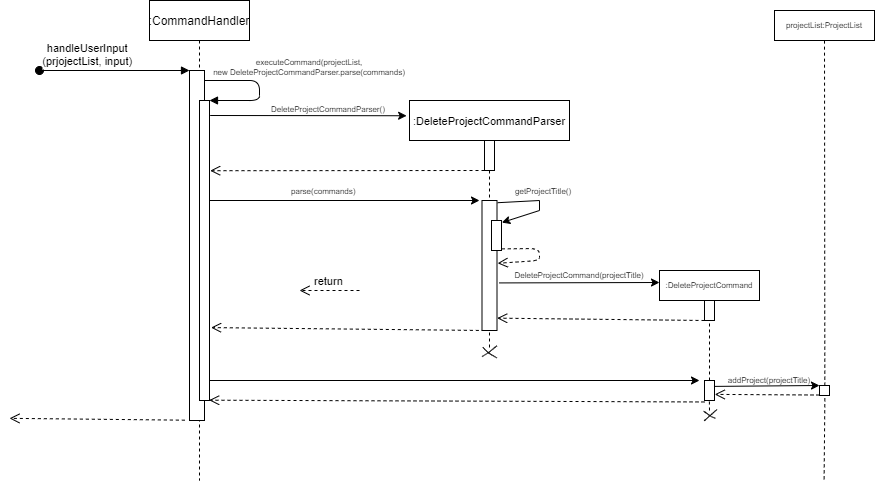 :CommandHandler
projectList:ProjectList
handleUserInput
(prjojectList, input)
executeCommand(projectList,
new DeleteProjectCommandParser.parse(commands)
DeleteProjectCommandParser()
:DeleteProjectCommandParser
parse(commands)
getProjectTitle()
return
DeleteProjectCommand(projectTitle)
:DeleteProjectCommand
addProject(projectTitle)